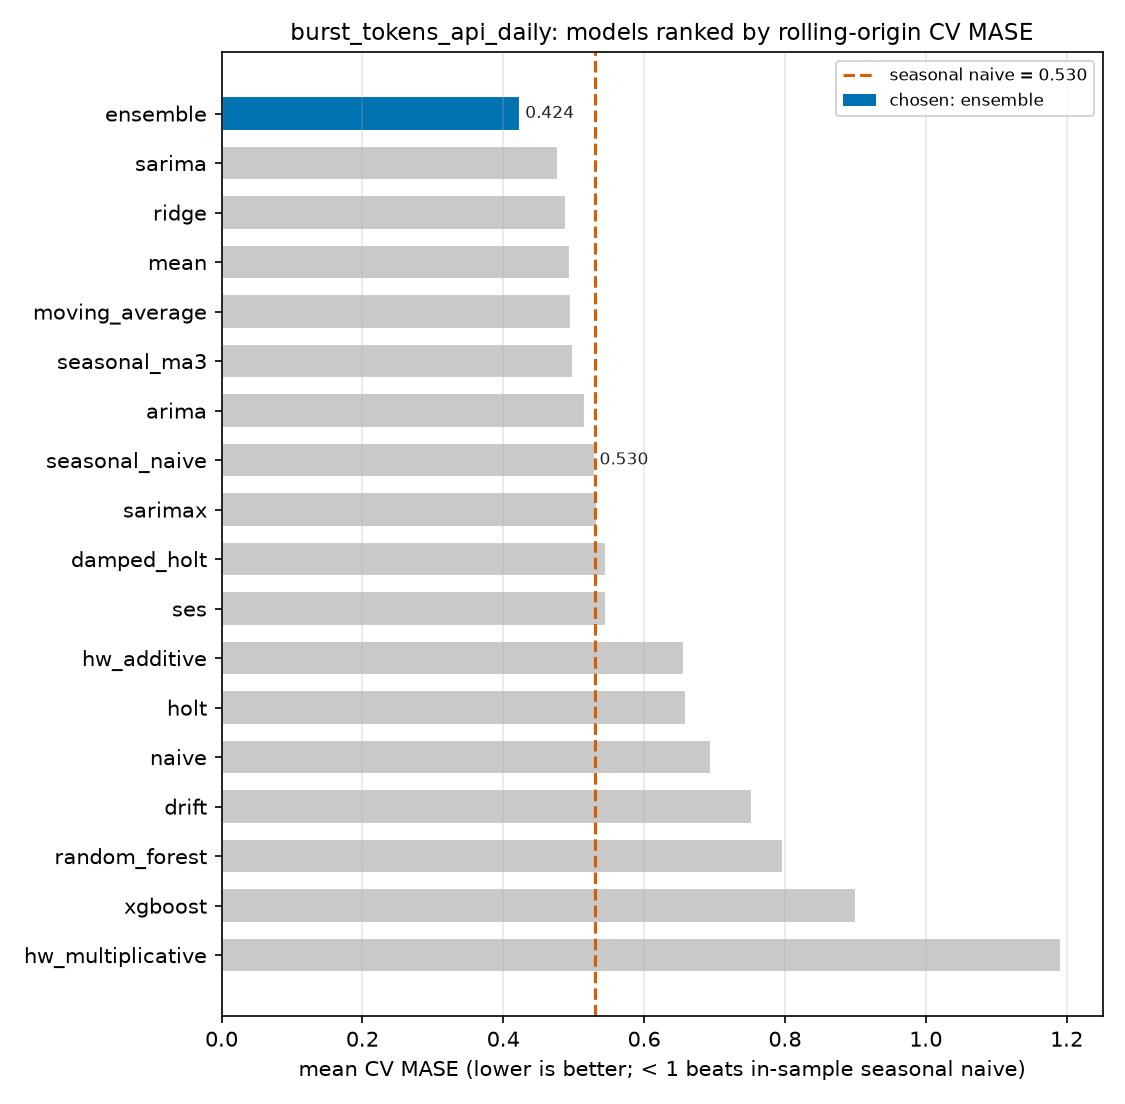 burst_tokens_api_daily: models ranked by rolling-origin CV MASE
seasonal naive = 0.530
chosen: ensemble
ensemble
0.424
sarima
ridge
mean
moving_average
seasonal_ma3
arima
seasonal_naive
0.530
sarimax
damped_holt
ses
hw_additive
holt
naive
drift
random_forest
xgboost
hw_multiplicative
0.0 0.2 0.4 0.6 0.8 1.0 1.2
mean CV MASE (lower is better; < 1 beats in-sample seasonal naive)